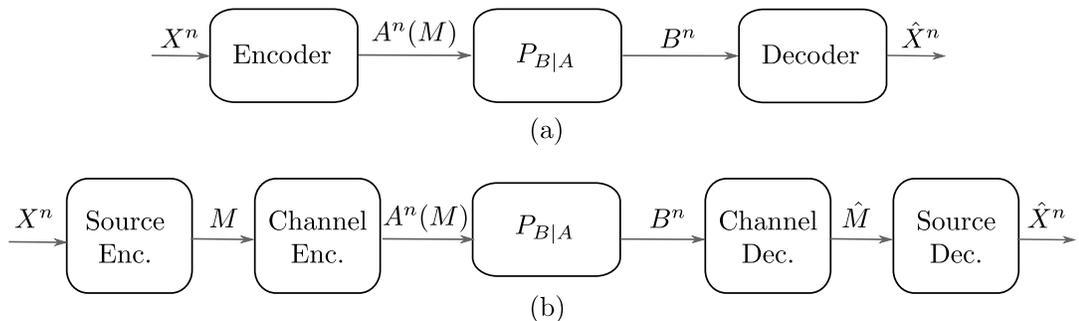 X^n Encoder A^n(M) P_{B|A} B^n Decoder X̂^n
(a)
X^n Source Enc. M Channel Enc. A^n(M) P_{B|A} B^n Channel Dec. M̂ Source Dec. X̂^n
(b)